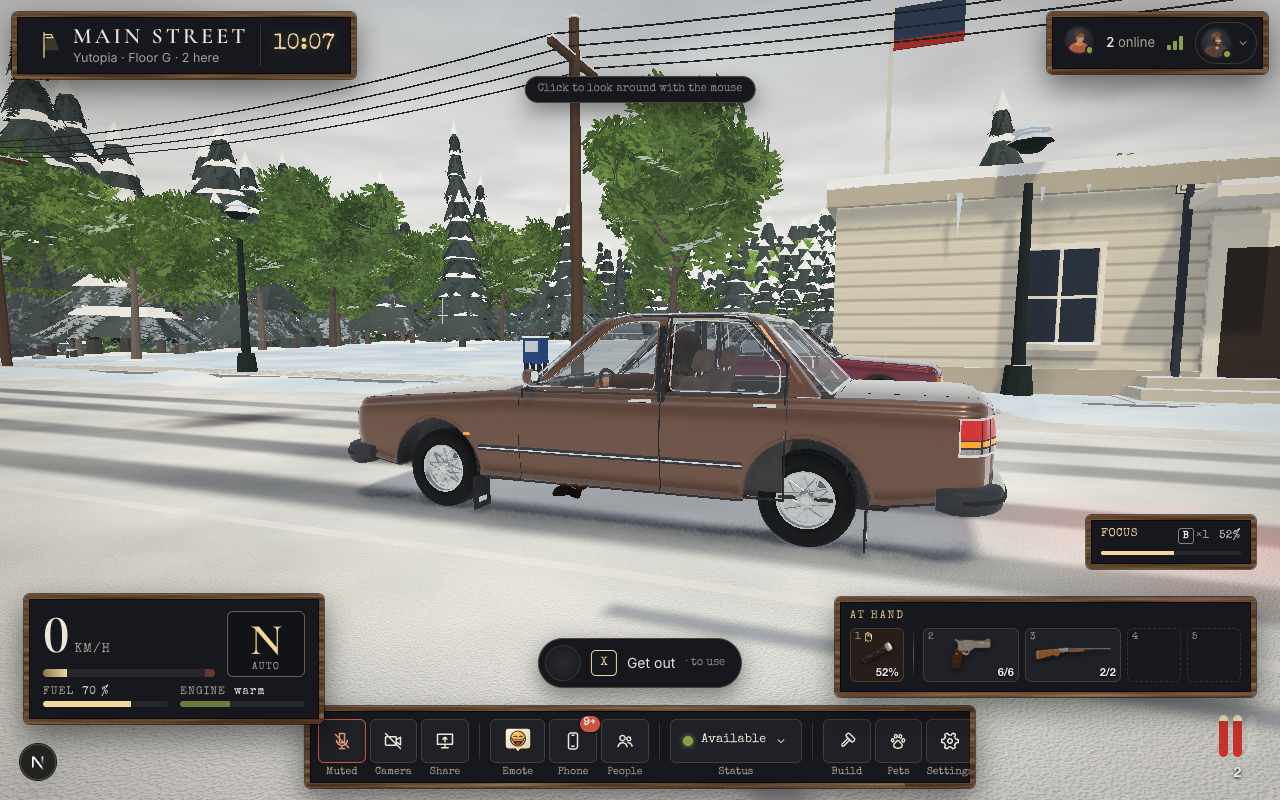 MAIN STREET
Yutopia · Floor G · 2 here
10:07
2 online
Click to look around with the mouse
FOCUS
B ×1 52%
0 KM/H
N
AUTO
FUEL 70 %
ENGINE warm
X Get out · to use
AT HAND
1
52%
2
6/6
3
2/2
4
5
9+
Available
Muted
Camera
Share
Emote
Phone
People
Status
Build
Pets
Settings
N
2